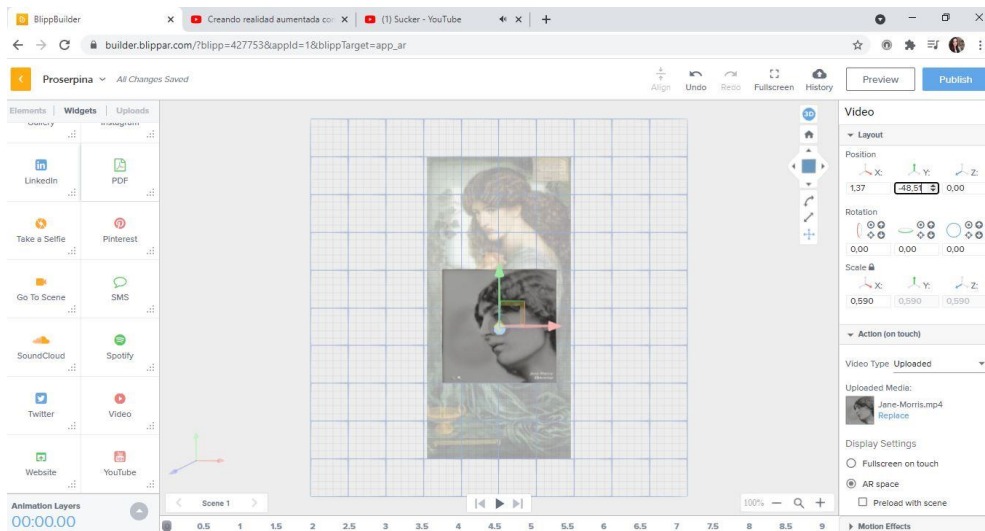 BlippBuilder
Creando realidad aumentada co
(1) Sucker - YouTube
builder.blippar.com/?blipp=427753&appId=1&blippTarget=app_ar
Proserpina
All Changes Saved
Align
Undo
Redo
Fullscreen
History
Preview
Publish
Elements
Widgets
Uploads
Gallery
Instagram
LinkedIn
PDF
Take a Selfie
Pinterest
Go To Scene
SMS
SoundCloud
Spotify
Twitter
Video
Website
YouTube
Animation Layers
00:00.00
3D
Jane Morris
Scene 1
100%
0.5 1 1.5 2 2.5 3 3.5 4 4.5 5 5.5 6 6.5 7 7.5 8 8.5 9
Video
Layout
Position
X: Y: Z:
1,37 -48,51 0,00
Rotation
0,00 0,00 0,00
Scale
X: Y: Z:
0,590 0,590 0,590
Action (on touch)
Video Type Uploaded
Uploaded Media:
Jane-Morris.mp4
Replace
Display Settings
Fullscreen on touch
AR space
Preload with scene
Motion Effects